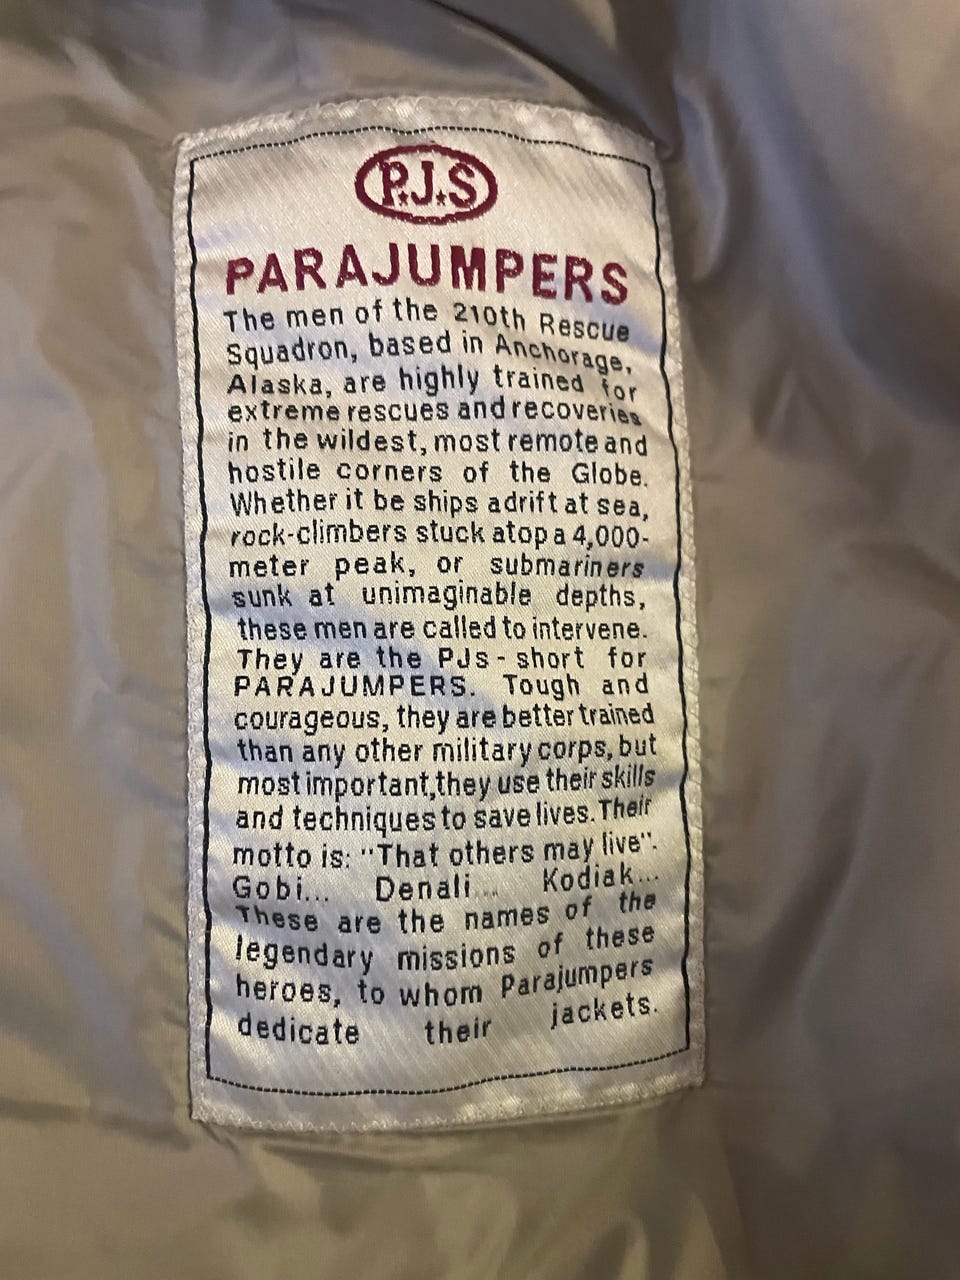 P.J.S
PARAJUMPERS
The men of the 210th Rescue
Squadron, based in Anchorage,
Alaska, are highly trained for
extreme rescues and recoveries
in the wildest, most remote and
hostile corners of the Globe.
Whether it be ships adrift at sea,
rock-climbers stuck atop a 4,000-
meter peak, or submariners
sunk at unimaginable depths,
these men are called to intervene.
They are the PJs - short for
PARAJUMPERS. Tough and
courageous, they are better trained
than any other military corps, but
most important, they use their skills
and techniques to save lives. Their
motto is: "That others may live".
Gobi... Denali... Kodiak...
These are the names of the
legendary missions of these
heroes, to whom Parajumpers
dedicate their jackets.